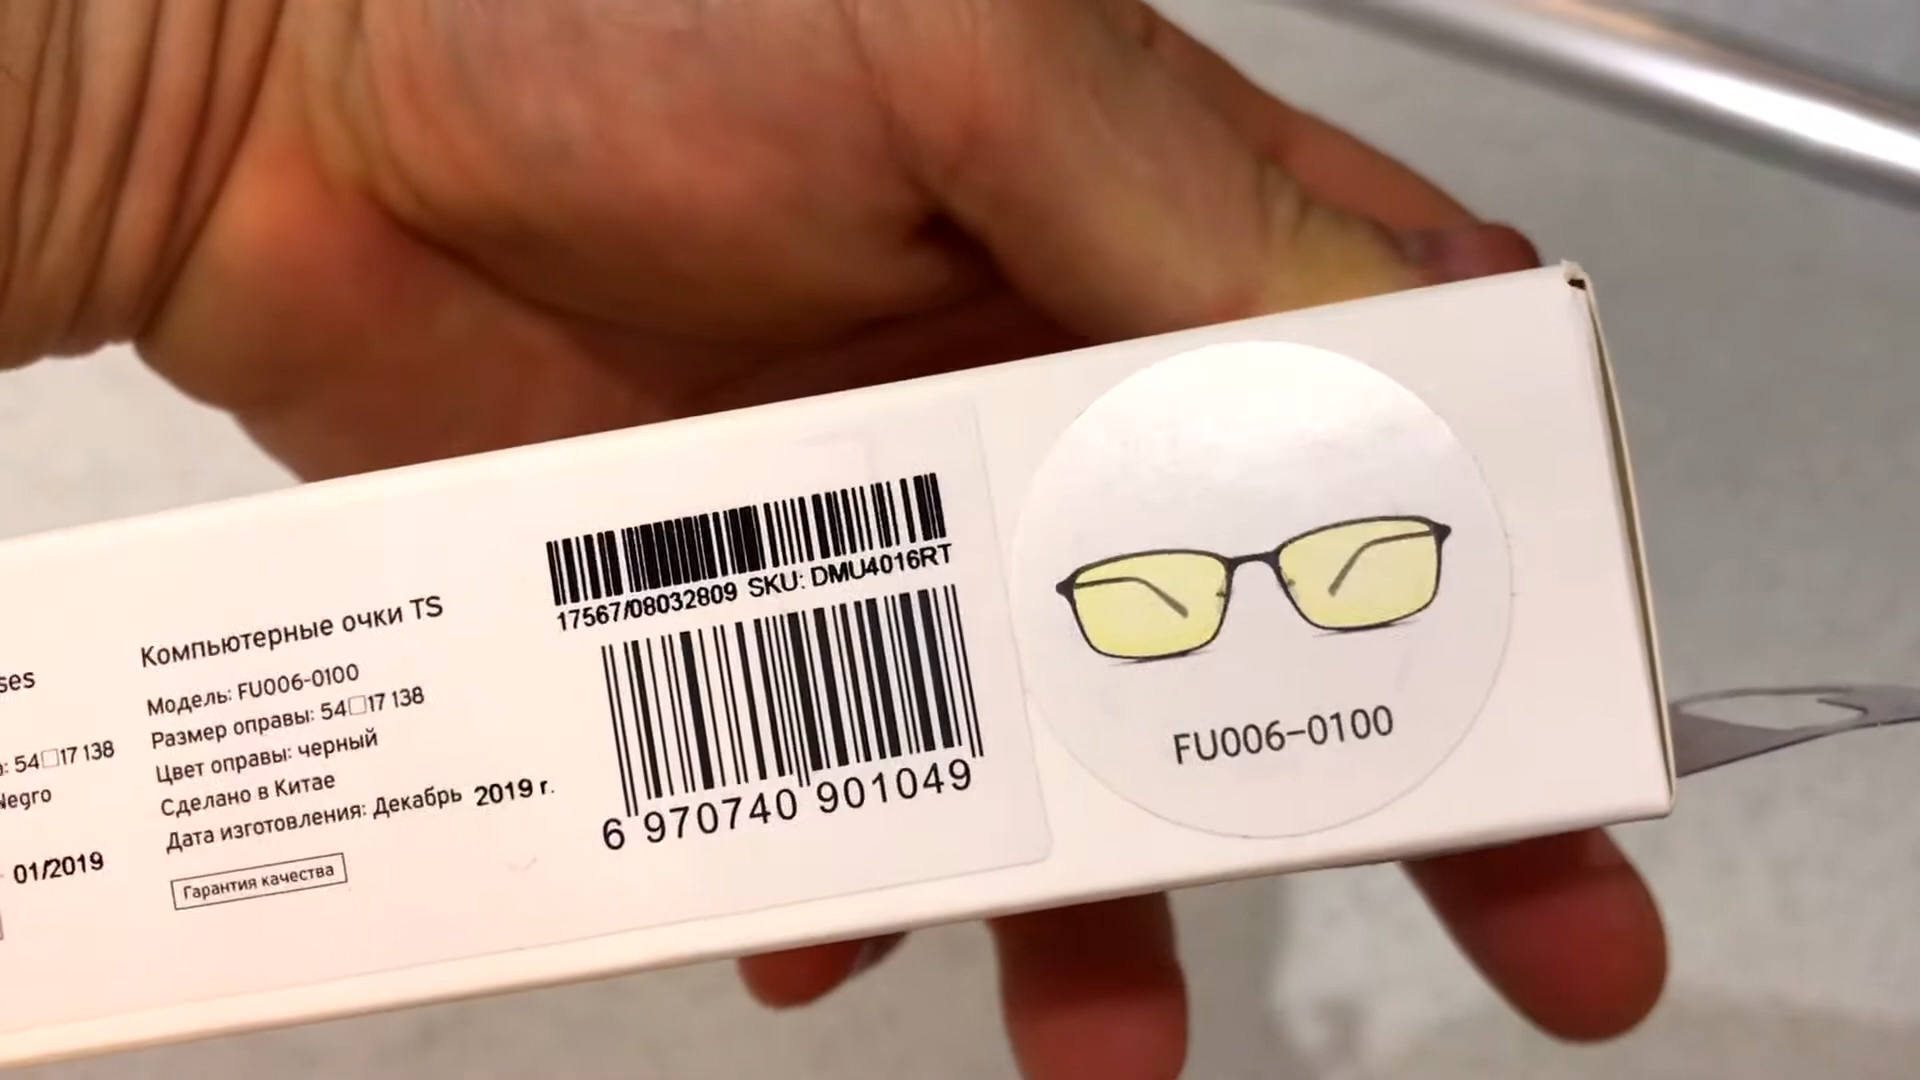 54□17 138
Negro
01/2019
Компьютерные очки TS
Модель: FU006-0100
Размер оправы: 54□17 138
Цвет оправы: черный
Сделано в Китае
Дата изготовления: Декабрь 2019 г.
Гарантия качества
17567/08032809 SKU: DMU4016RT
6 970740 901049
FU006-0100